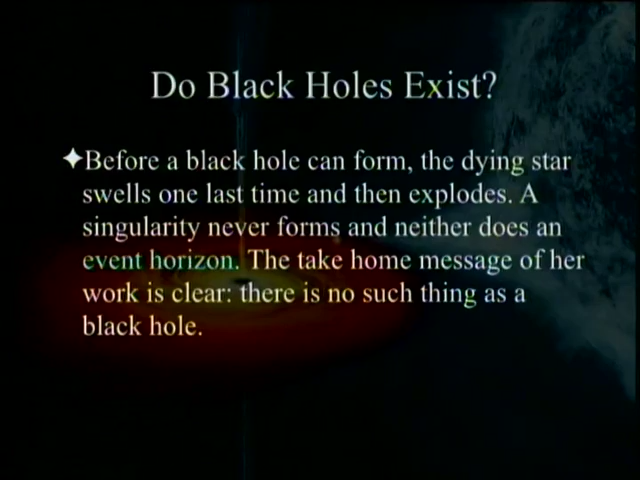 Do Black Holes Exist?
✦Before a black hole can form, the dying star
swells one last time and then explodes. A
singularity never forms and neither does an
event horizon. The take home message of her
work is clear: there is no such thing as a
black hole.